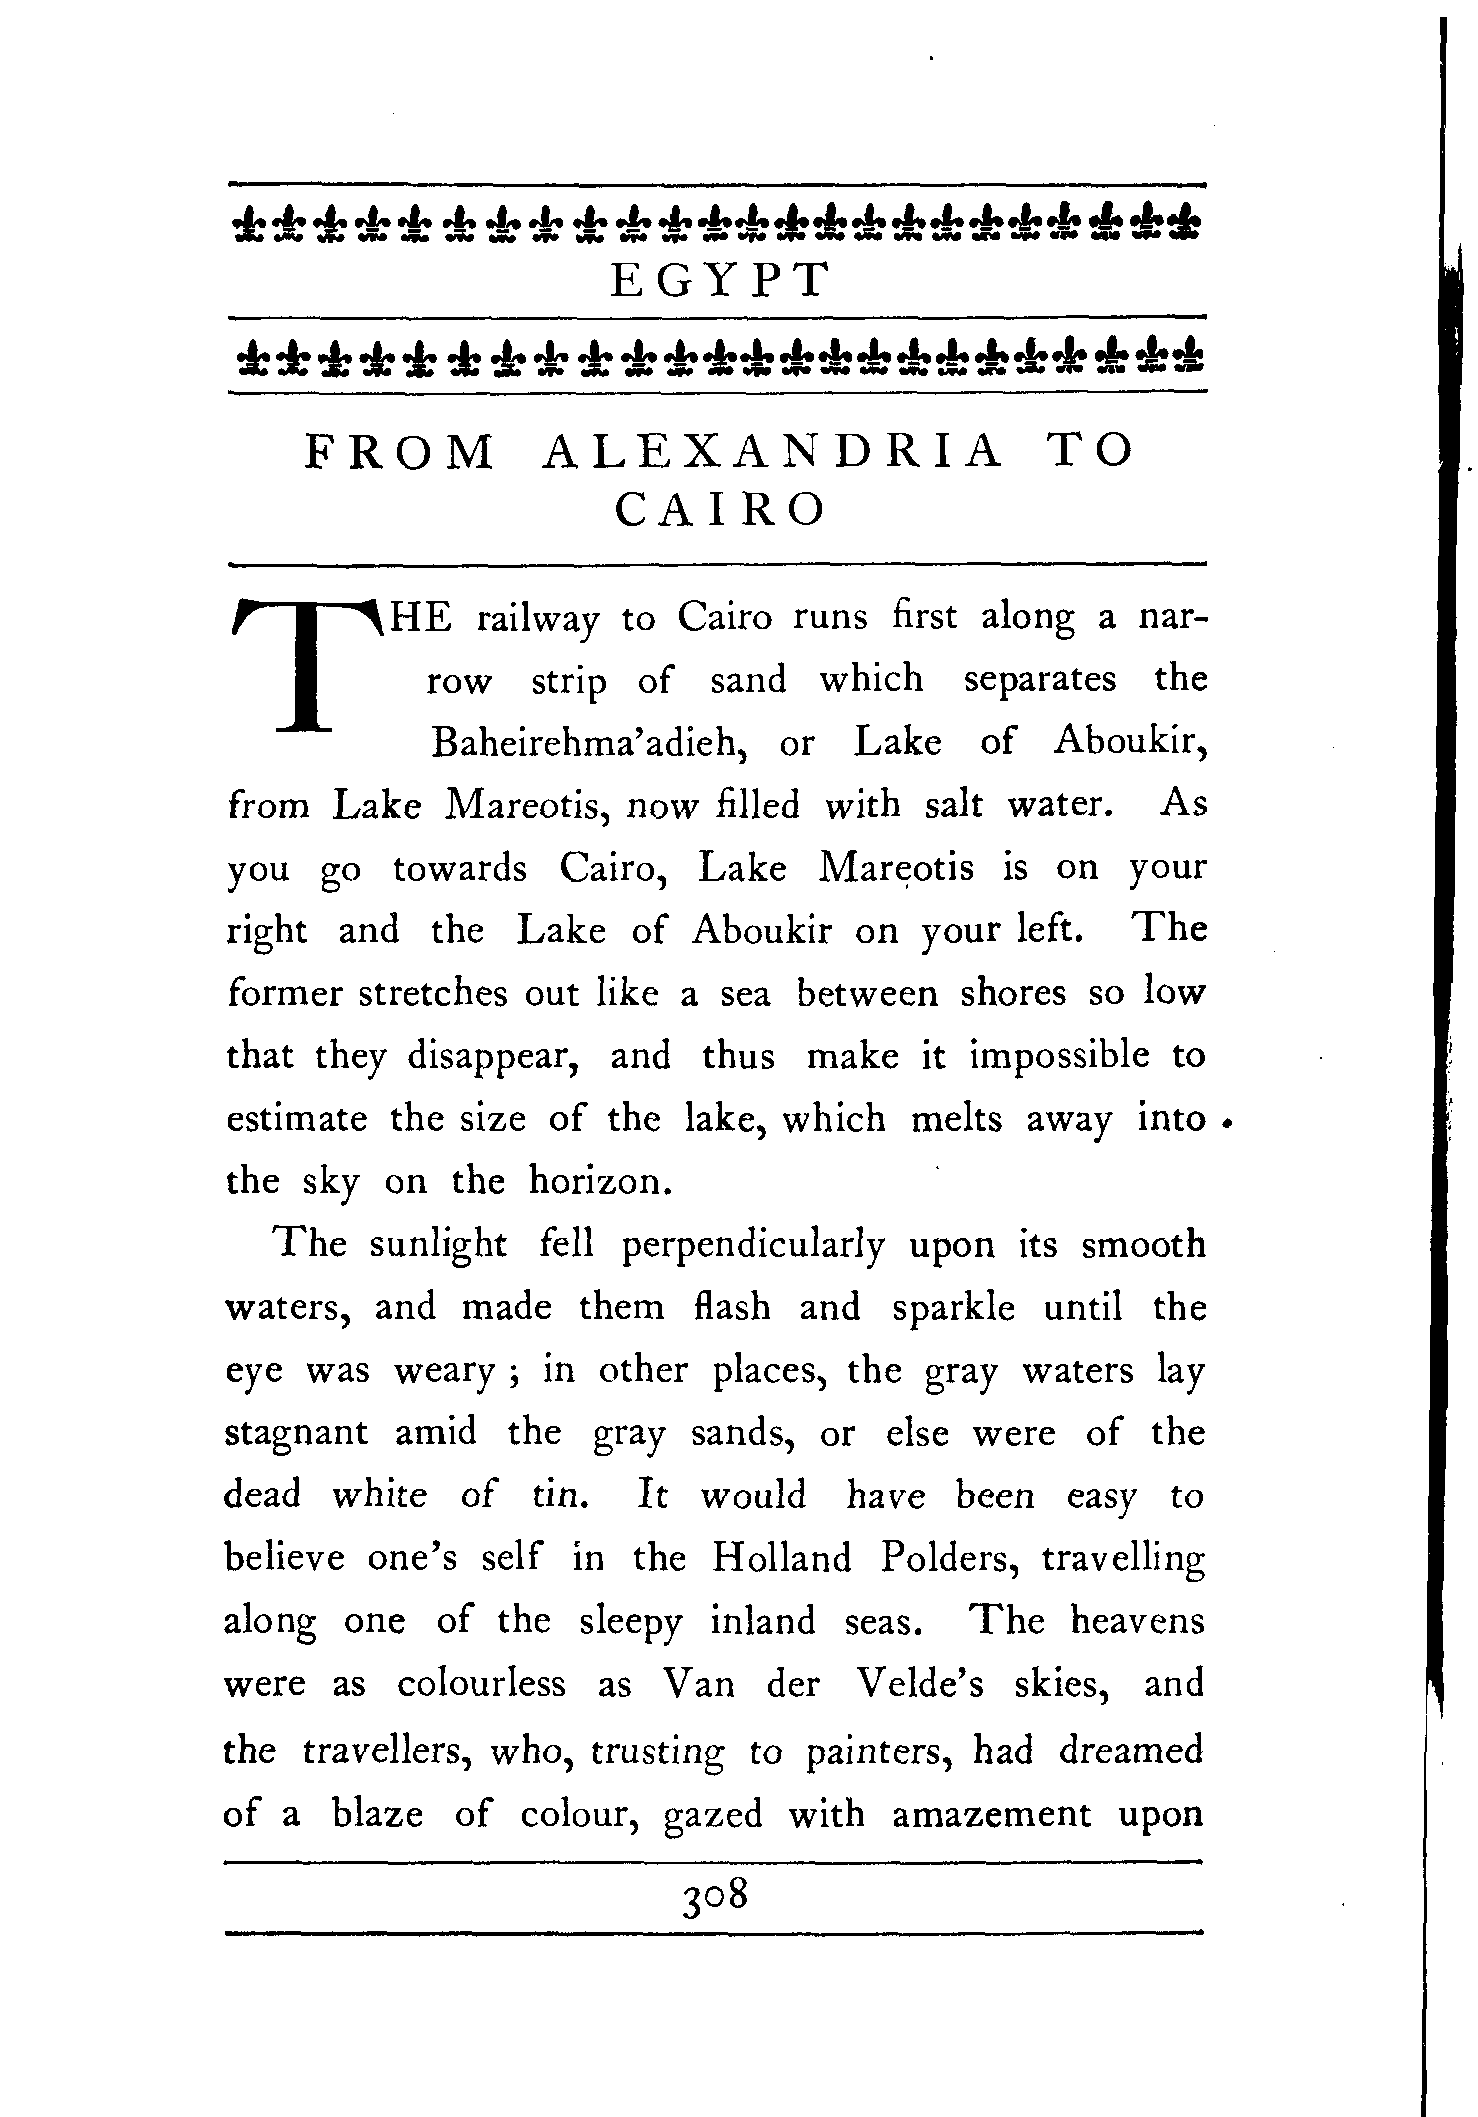 EGYPT
FROM ALEXANDRIA TO
CAIRO
THE railway to Cairo runs first along a nar-
row strip of sand which separates the
Baheirehma'adieh, or Lake of Aboukir,
from Lake Mareotis, now filled with salt water. As
you go towards Cairo, Lake Mareotis is on your
right and the Lake of Aboukir on your left. The
former stretches out like a sea between shores so low
that they disappear, and thus make it impossible to
estimate the size of the lake, which melts away into
the sky on the horizon.
The sunlight fell perpendicularly upon its smooth
waters, and made them flash and sparkle until the
eye was weary ; in other places, the gray waters lay
stagnant amid the gray sands, or else were of the
dead white of tin. It would have been easy to
believe one's self in the Holland Polders, travelling
along one of the sleepy inland seas. The heavens
were as colourless as Van der Velde's skies, and
the travellers, who, trusting to painters, had dreamed
of a blaze of colour, gazed with amazement upon
308